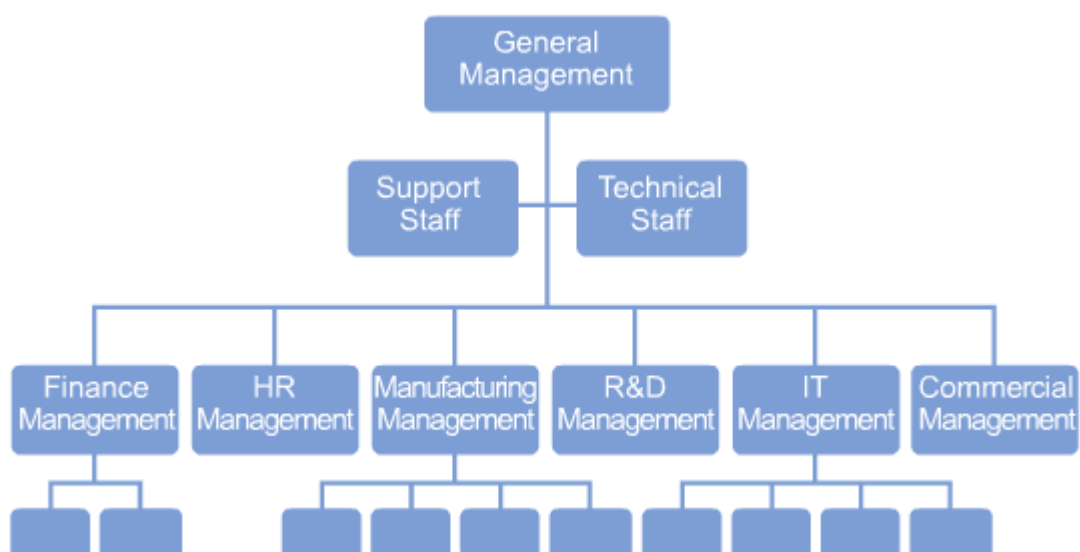 General
Management
Support
Staff
Technical
Staff
Finance
Management
HR
Management
Manufacturing
Management
R&D
Management
IT
Management
Commercial
Management